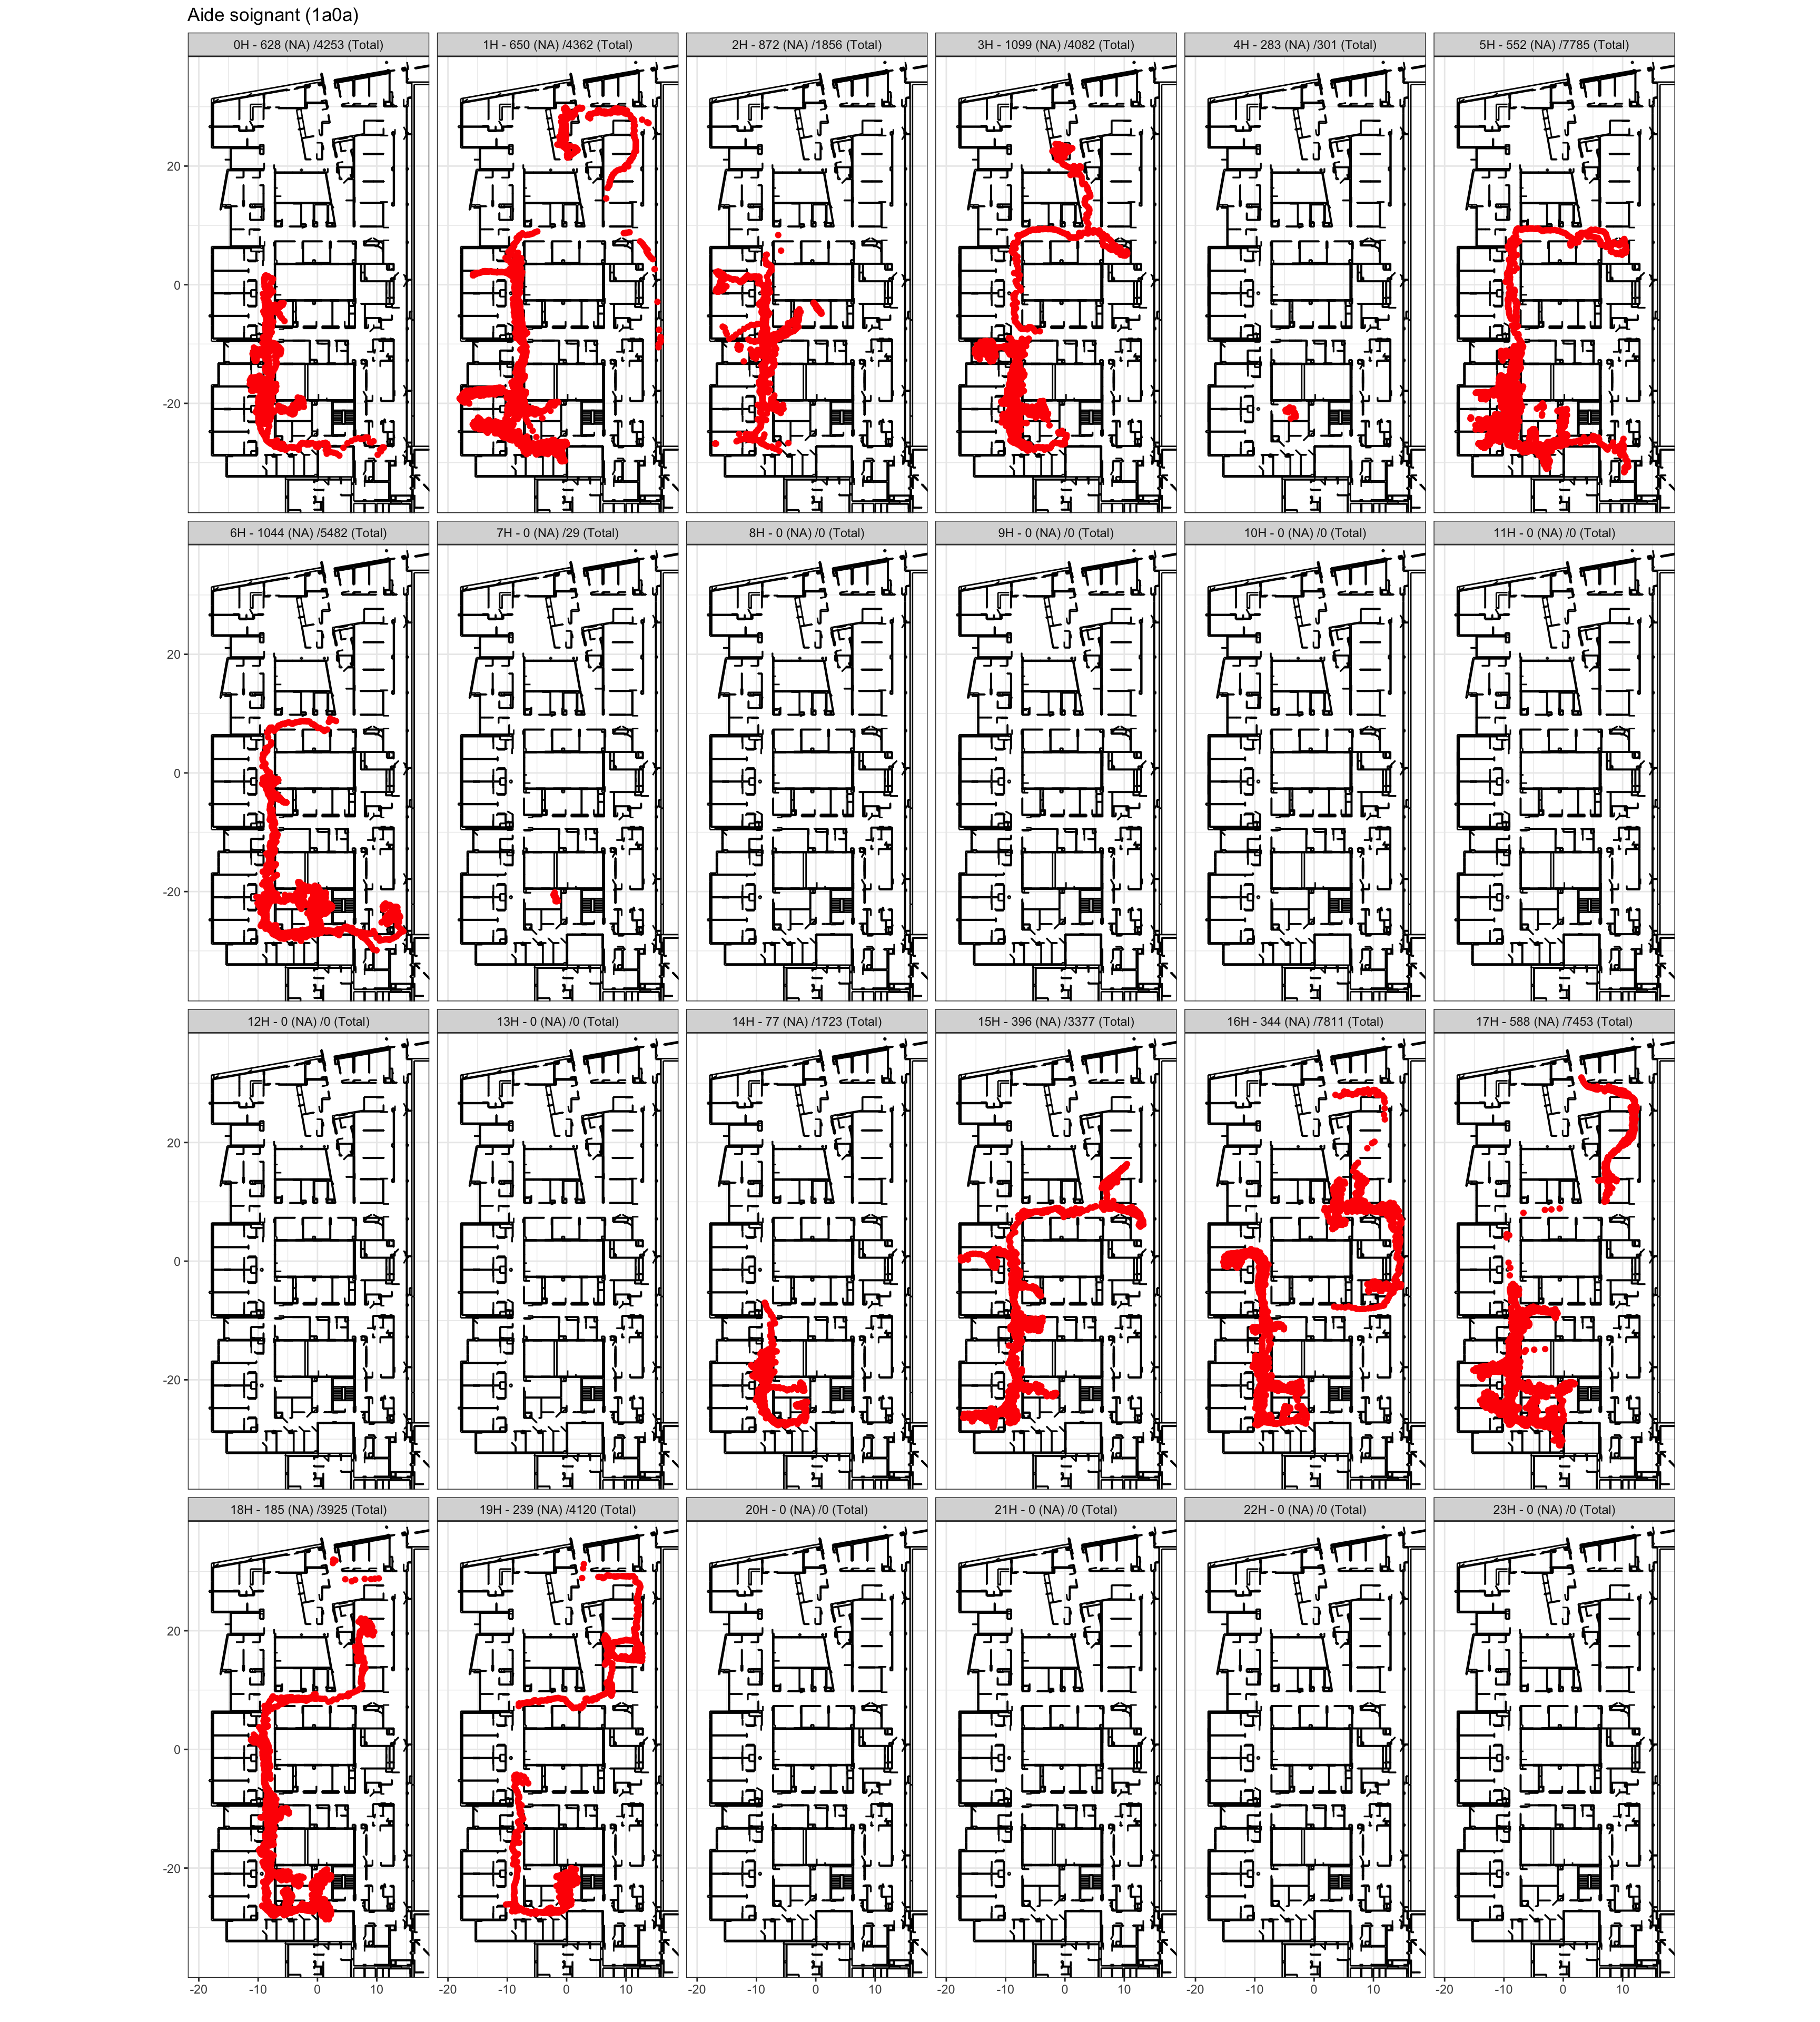 Aide soignant (1a0a)
0H - 628 (NA) /4253 (Total)
1H - 650 (NA) /4362 (Total)
2H - 872 (NA) /1856 (Total)
3H - 1099 (NA) /4082 (Total)
4H - 283 (NA) /301 (Total)
5H - 552 (NA) /7785 (Total)
20
0
-20
6H - 1044 (NA) /5482 (Total)
7H - 0 (NA) /29 (Total)
8H - 0 (NA) /0 (Total)
9H - 0 (NA) /0 (Total)
10H - 0 (NA) /0 (Total)
11H - 0 (NA) /0 (Total)
20
0
-20
12H - 0 (NA) /0 (Total)
13H - 0 (NA) /0 (Total)
14H - 77 (NA) /1723 (Total)
15H - 396 (NA) /3377 (Total)
16H - 344 (NA) /7811 (Total)
17H - 588 (NA) /7453 (Total)
20
0
-20
18H - 185 (NA) /3925 (Total)
19H - 239 (NA) /4120 (Total)
20H - 0 (NA) /0 (Total)
21H - 0 (NA) /0 (Total)
22H - 0 (NA) /0 (Total)
23H - 0 (NA) /0 (Total)
20
0
-20
-20 -10 0 10
-20 -10 0 10
-20 -10 0 10
-20 -10 0 10
-20 -10 0 10
-20 -10 0 10